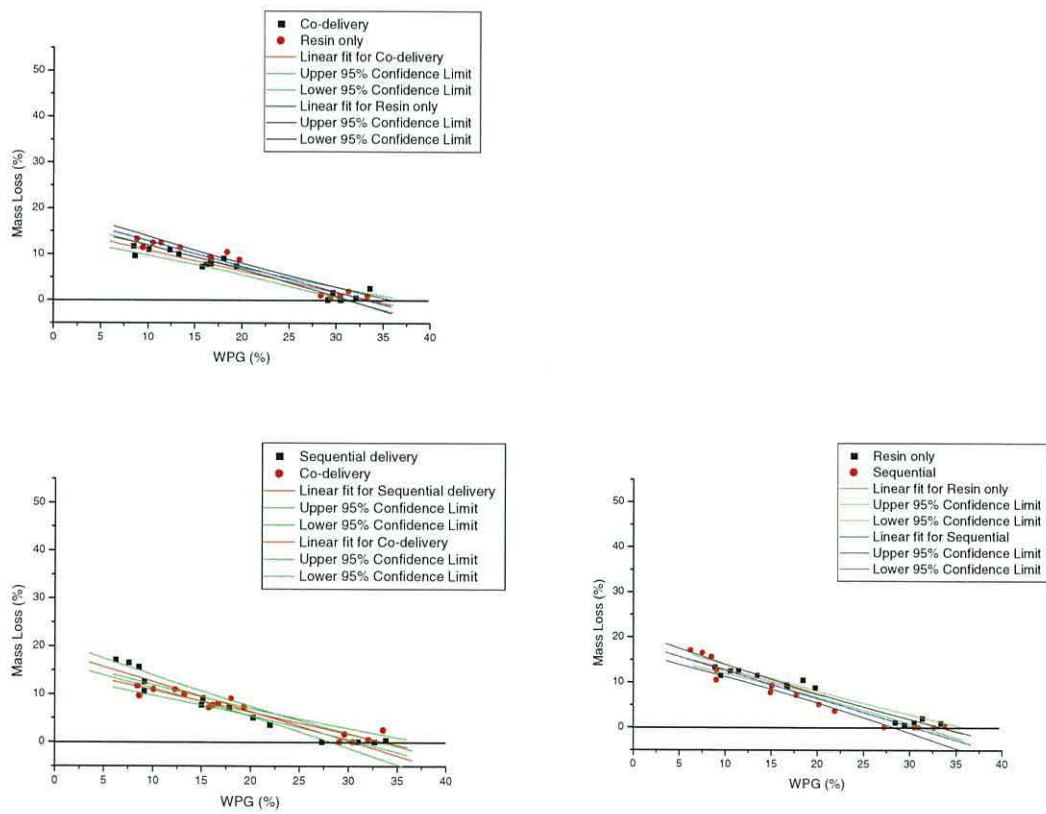 Co-delivery
Resin only
Linear fit for Co-delivery
Upper 95% Confidence Limit
Lower 95% Confidence Limit
Linear fit for Resin only
Upper 95% Confidence Limit
Lower 95% Confidence Limit
Mass Loss (%)
50
40
30
20
10
0
0 5 10 15 20 25 30 35 40
WPG (%)
Sequential delivery
Co-delivery
Linear fit for Sequential delivery
Upper 95% Confidence Limit
Lower 95% Confidence Limit
Linear fit for Co-delivery
Upper 95% Confidence Limit
Lower 95% Confidence Limit
Mass Loss (%)
50
40
30
20
10
0
0 5 10 15 20 25 30 35 40
WPG (%)
Resin only
Sequential
Linear fit for Resin only
Upper 95% Confidence Limit
Lower 95% Confidence Limit
Linear fit for Sequential
Upper 95% Confidence Limit
Lower 95% Confidence Limit
Mass Loss (%)
50
40
30
20
10
0
0 5 10 15 20 25 30 35 40
WPG (%)